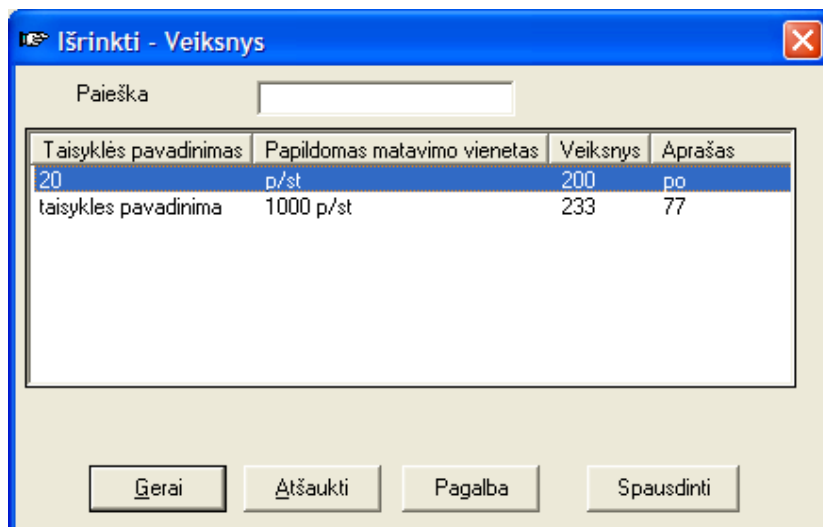 Išrinkti - Veiksnys
Paieška
Taisyklės pavadinimas Papildomas matavimo vienetas Veiksnys Aprašas
20 p/st 200 po
taisykles pavadinima 1000 p/st 233 77
Gerai Atšaukti Pagalba Spausdinti